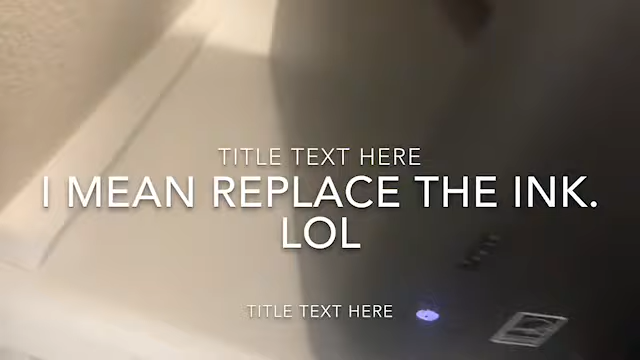 TITLE TEXT HERE
I MEAN REPLACE THE INK.
LOL
TITLE TEXT HERE